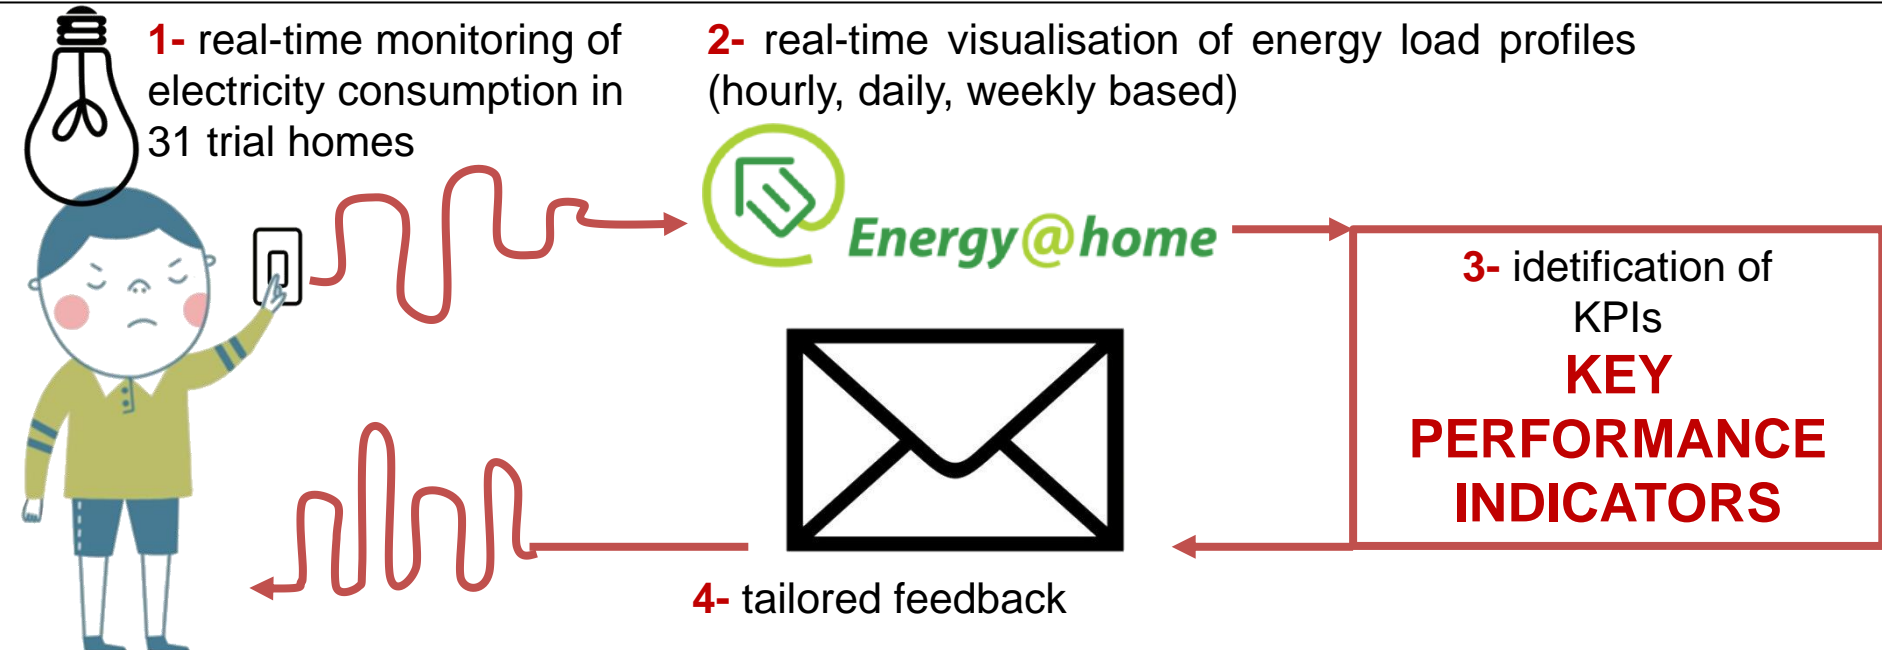 1- real-time monitoring of
electricity consumption in
31 trial homes
2- real-time visualisation of energy load profiles
(hourly, daily, weekly based)
Energy@home
3- idetification of
KPIs
KEY
PERFORMANCE
INDICATORS
4- tailored feedback